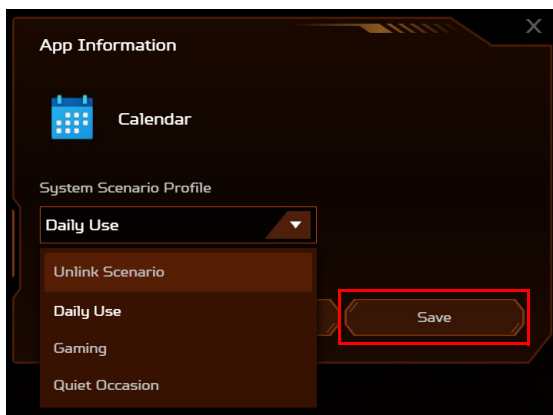 App Information
X
Calendar
System Scenario Profile
Daily Use
Unlink Scenario
Daily Use
Gaming
Quiet Occasion
Save